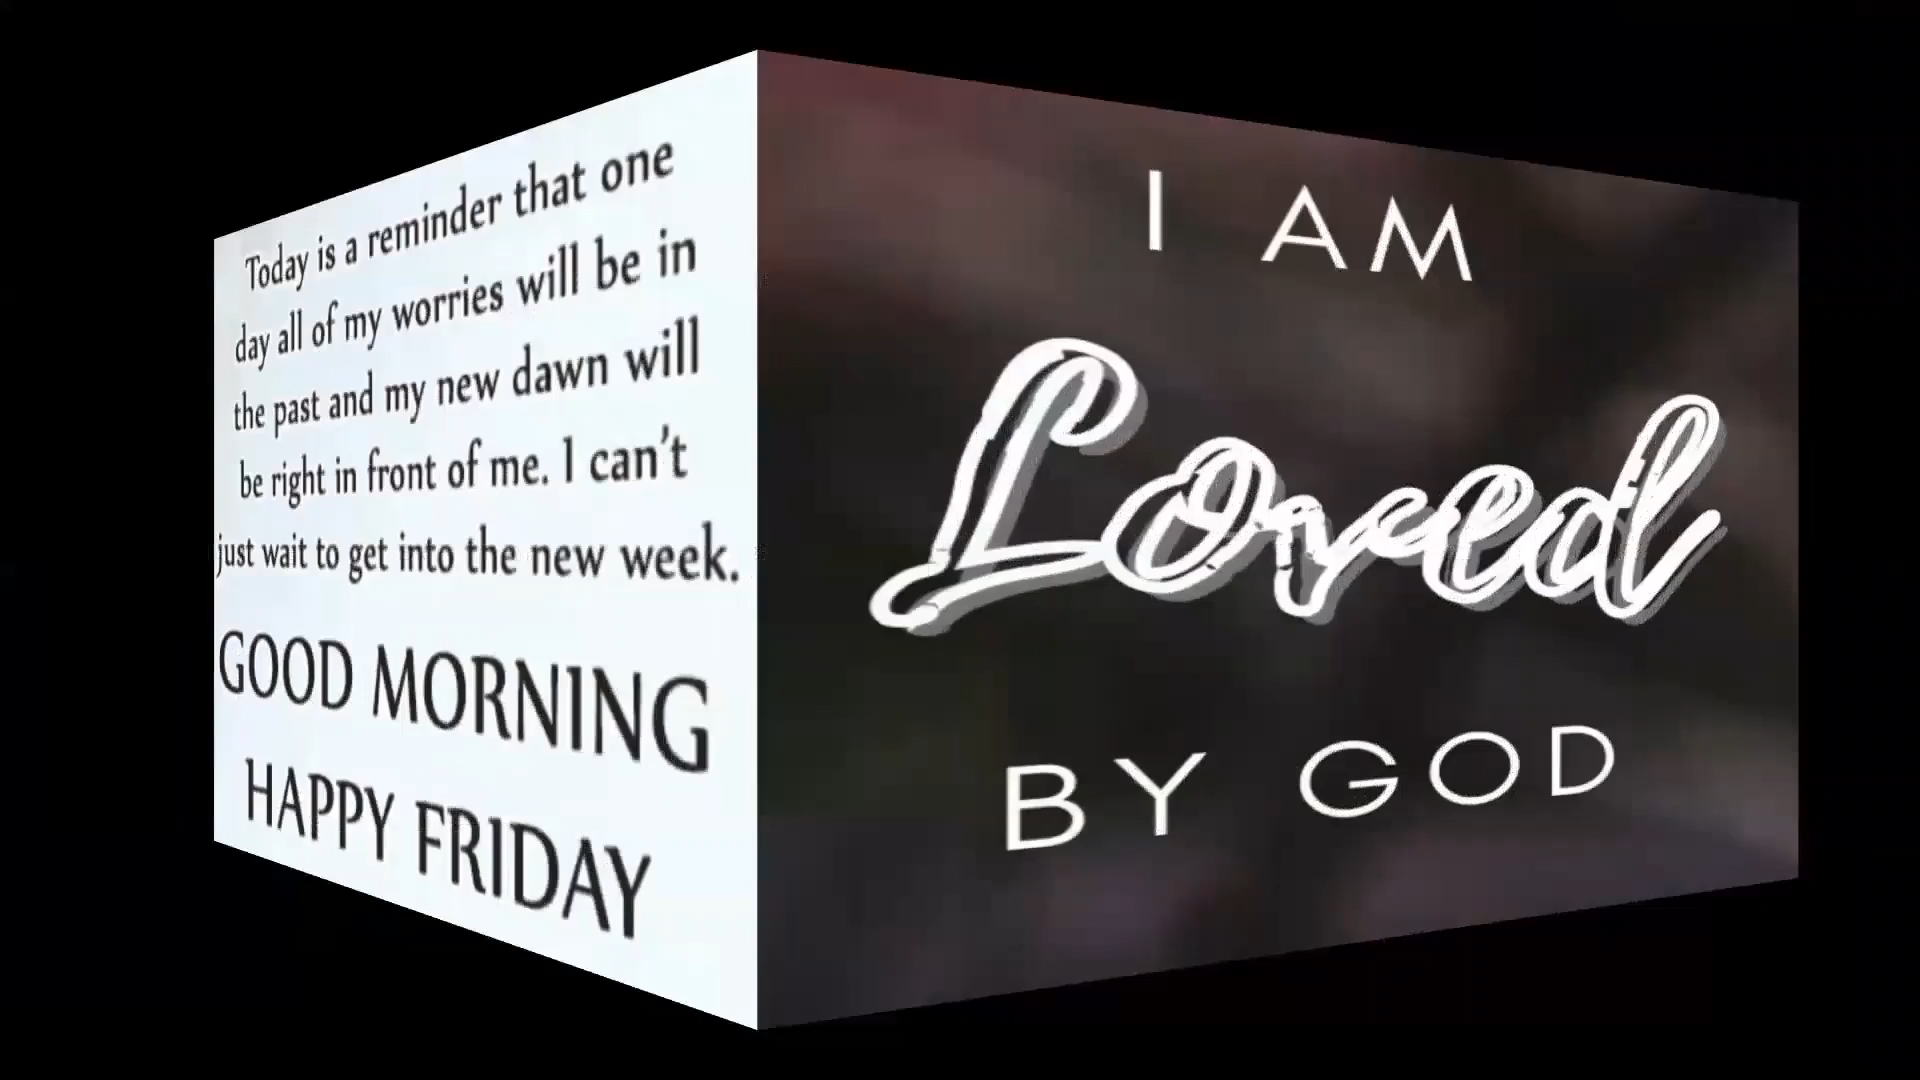 Today is a reminder that one
day all of my worries will be in
the past and my new dawn will
be right in front of me. I can't
just wait to get into the new week.
GOOD MORNING
HAPPY FRIDAY
I AM
Loved
BY GOD